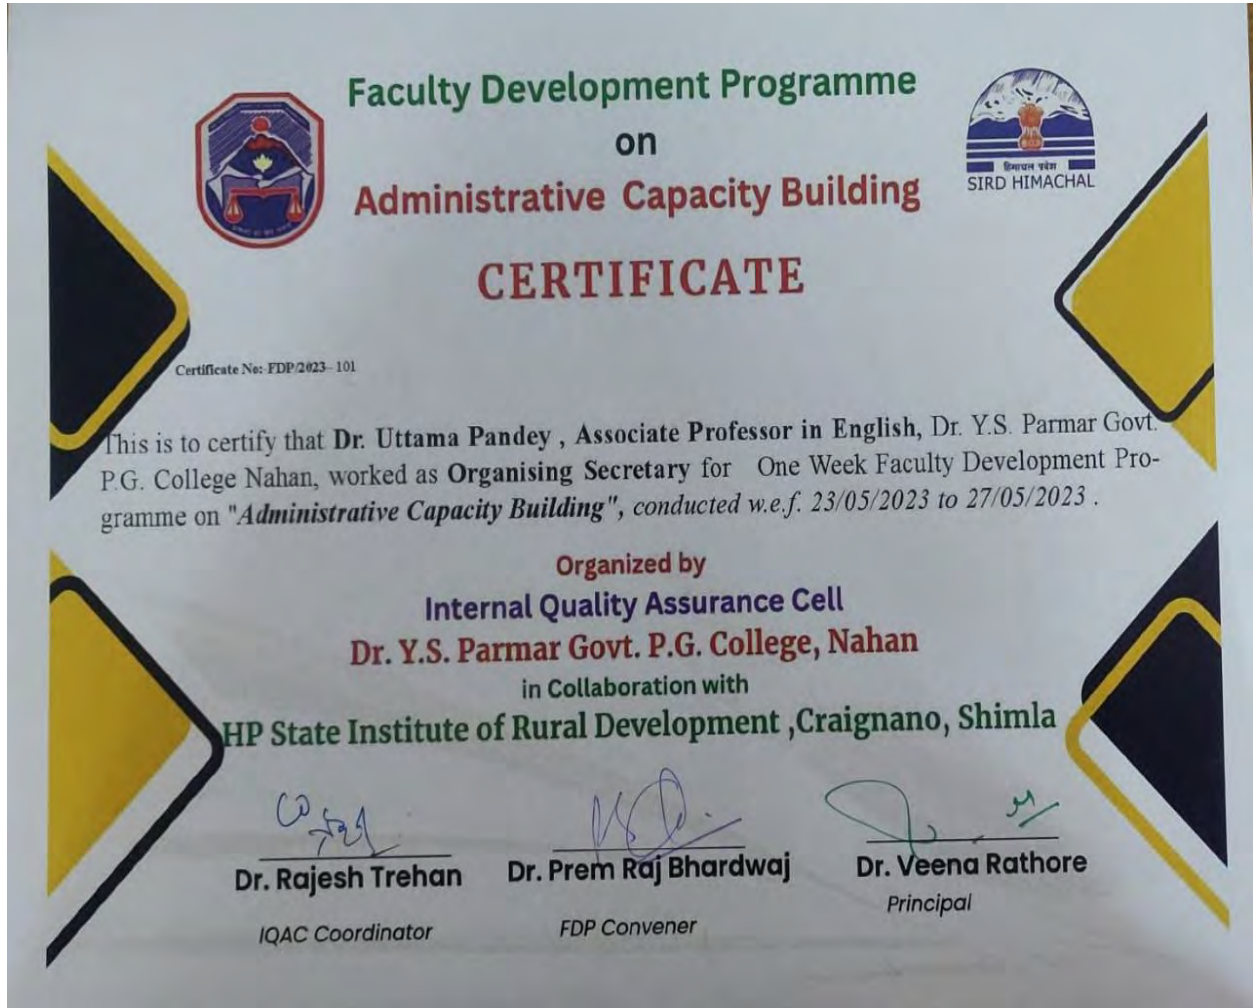 Faculty Development Programme
on
Administrative Capacity Building
हिमाचल प्रदेश
SIRD HIMACHAL
CERTIFICATE
Certificate No:-FDP/2023- 101
This is to certify that Dr. Uttama Pandey , Associate Professor in English, Dr. Y.S. Parmar Govt.
P.G. College Nahan, worked as Organising Secretary for One Week Faculty Development Pro-
gramme on "Administrative Capacity Building", conducted w.e.f. 23/05/2023 to 27/05/2023 .
Organized by
Internal Quality Assurance Cell
Dr. Y.S. Parmar Govt. P.G. College, Nahan
in Collaboration with
HP State Institute of Rural Development ,Craignano, Shimla
Dr. Rajesh Trehan
IQAC Coordinator
Dr. Prem Raj Bhardwaj
FDP Convener
Dr. Veena Rathore
Principal